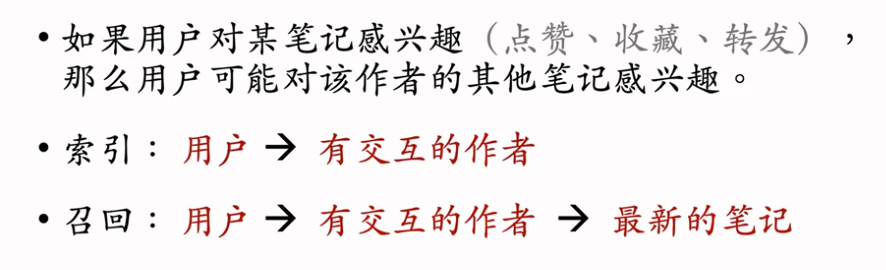 • 如果用户对某笔记感兴趣（点赞、收藏、转发），
那么用户可能对该作者的其他笔记感兴趣。
• 索引：用户 → 有交互的作者
• 召回：用户 → 有交互的作者 → 最新的笔记